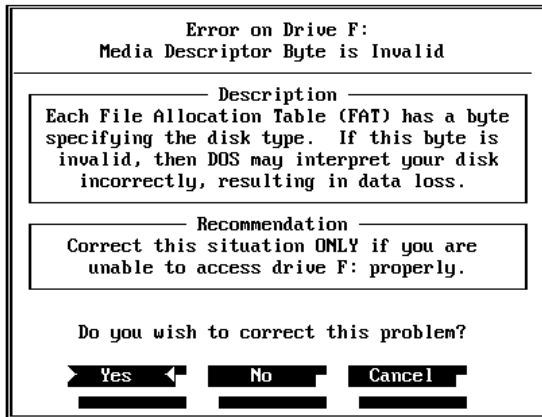 Error on Drive F:
Media Descriptor Byte is Invalid
Description
Each File Allocation Table (FAT) has a byte
specifying the disk type.  If this byte is
invalid, then DOS may interpret your disk
incorrectly, resulting in data loss.
Recommendation
Correct this situation ONLY if you are
unable to access drive F: properly.
Do you wish to correct this problem?
Yes No Cancel